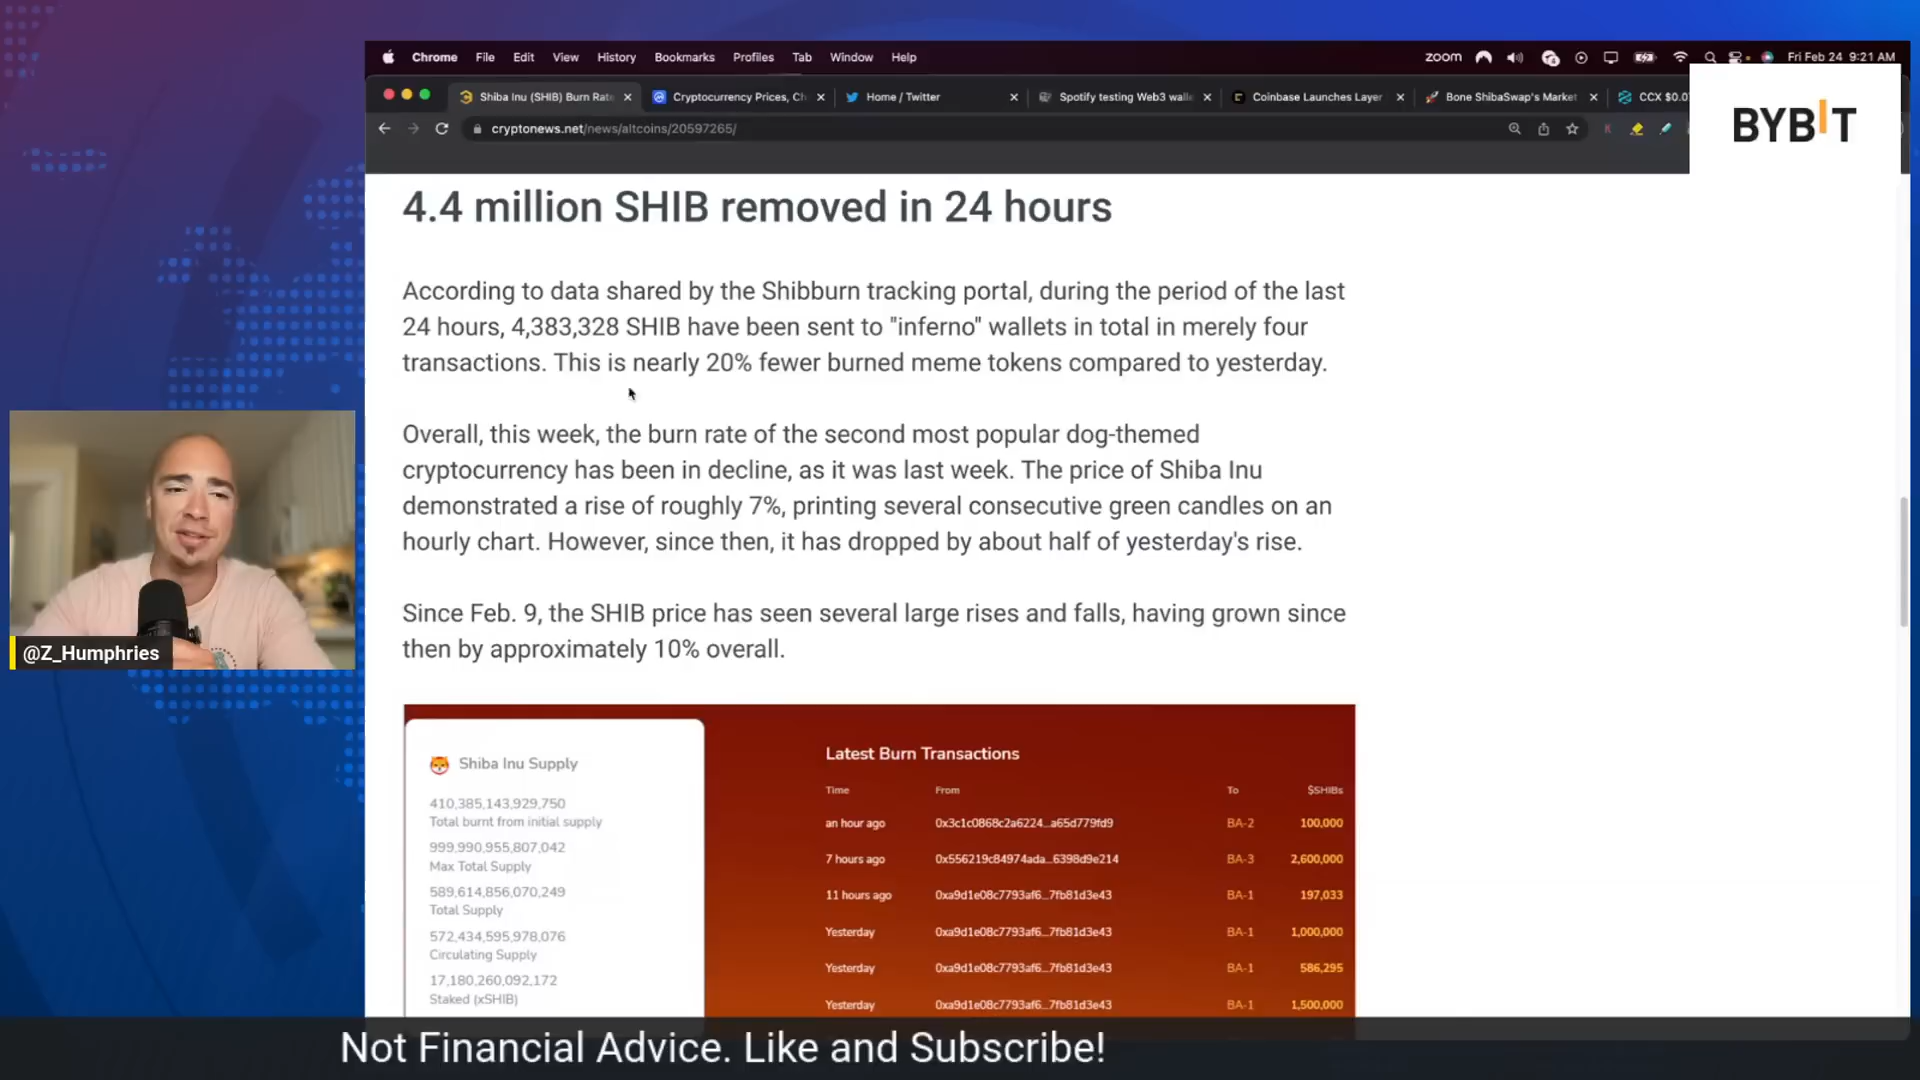 Chrome File Edit View History Bookmarks Profiles Tab Window Help
zoom Fri Feb 24 9:21 AM
Shiba Inu (SHIB) Burn Rate
Cryptocurrency Prices, Ch
Home / Twitter
Spotify testing Web3 walle
Coinbase Launches Layer
Bone ShibaSwap's Market
CCX $0.0
cryptonews.net/news/altcoins/20597265/
BYBIT
4.4 million SHIB removed in 24 hours
According to data shared by the Shibburn tracking portal, during the period of the last
24 hours, 4,383,328 SHIB have been sent to "inferno" wallets in total in merely four
transactions. This is nearly 20% fewer burned meme tokens compared to yesterday.
Overall, this week, the burn rate of the second most popular dog-themed
cryptocurrency has been in decline, as it was last week. The price of Shiba Inu
demonstrated a rise of roughly 7%, printing several consecutive green candles on an
hourly chart. However, since then, it has dropped by about half of yesterday's rise.
Since Feb. 9, the SHIB price has seen several large rises and falls, having grown since
then by approximately 10% overall.
@Z_Humphries
Shiba Inu Supply
410,385,143,929,750
Total burnt from initial supply
999,990,955,807,042
Max Total Supply
589,614,856,070,249
Total Supply
572,434,595,978,076
Circulating Supply
17,180,260,092,172
Staked (xSHIB)
Latest Burn Transactions
Time From To $SHIBs
an hour ago 0x3c1c0868c2a6224...a65d779fd9 BA-2 100,000
7 hours ago 0x556219c84974ada...6398d9e214 BA-3 2,600,000
11 hours ago 0xa9d1e08c7793af6...7fb81d3e43 BA-1 197,033
Yesterday 0xa9d1e08c7793af6...7fb81d3e43 BA-1 1,000,000
Yesterday 0xa9d1e08c7793af6...7fb81d3e43 BA-1 586,295
Yesterday 0xa9d1e08c7793af6...7fb81d3e43 BA-1 1,500,000
Not Financial Advice. Like and Subscribe!